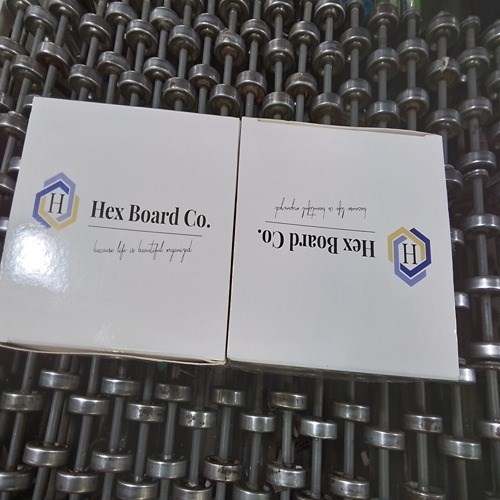 H
Hex Board Co.
because life is beautiful organized
H
Hex Board Co.
because life is beautiful organized